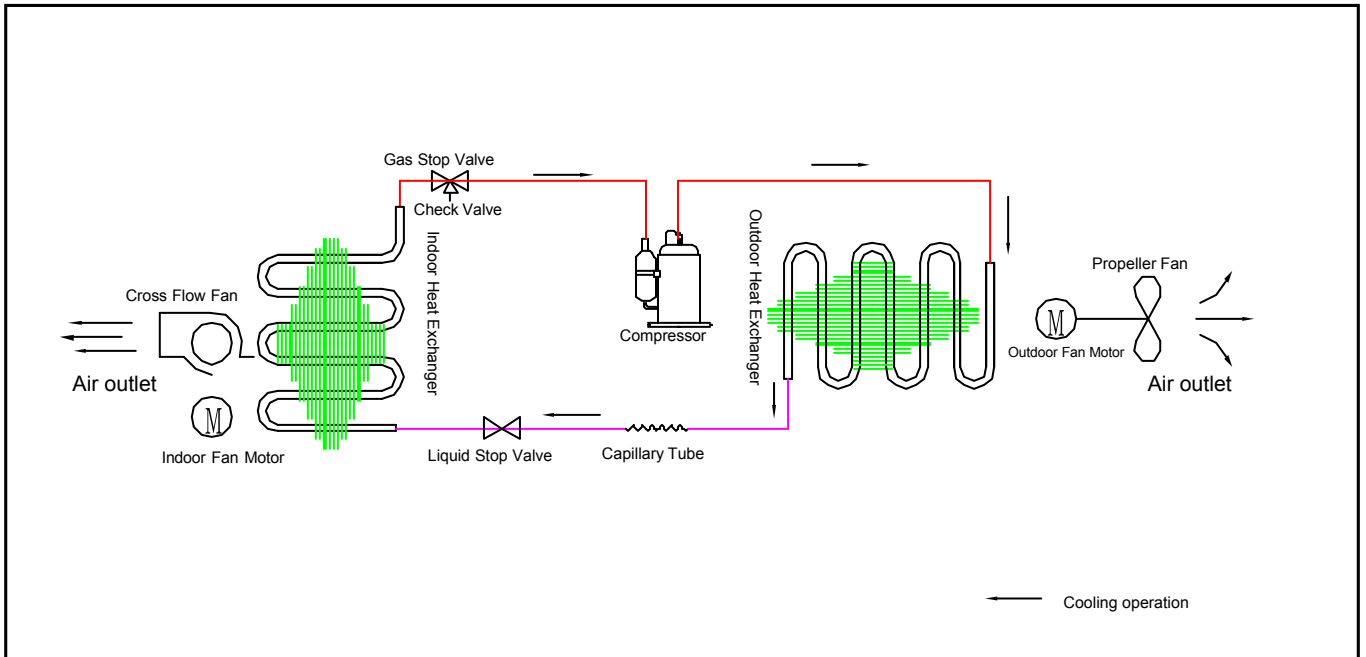 Gas Stop Valve
Check Valve
Indoor Heat Exchanger
Cross Flow Fan
Air outlet
M
Indoor Fan Motor
Liquid Stop Valve
Capillary Tube
Compressor
Outdoor Heat Exchanger
Propeller Fan
M
Outdoor Fan Motor
Air outlet
Cooling operation